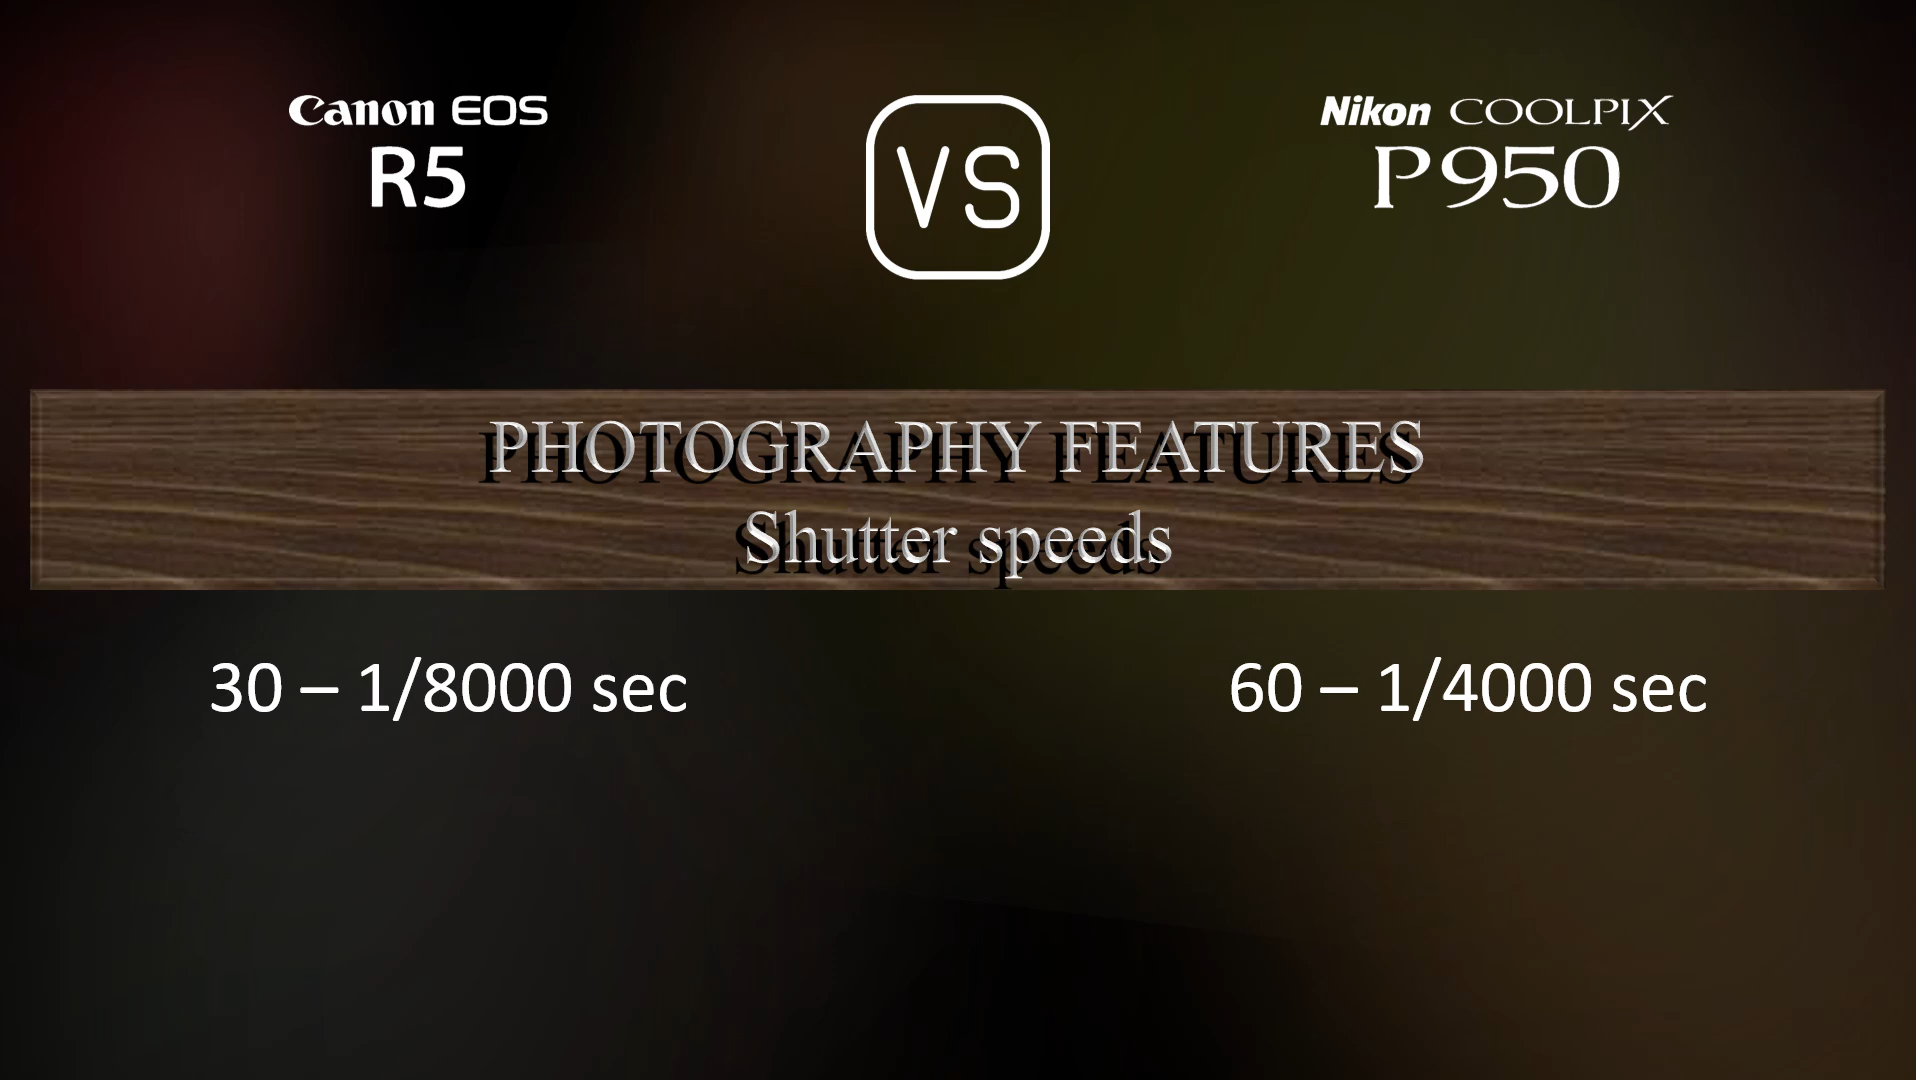 Canon EOS
R5
VS
Nikon COOLPIX
P950
PHOTOGRAPHY FEATURES
Shutter speeds
30 – 1/8000 sec
60 – 1/4000 sec